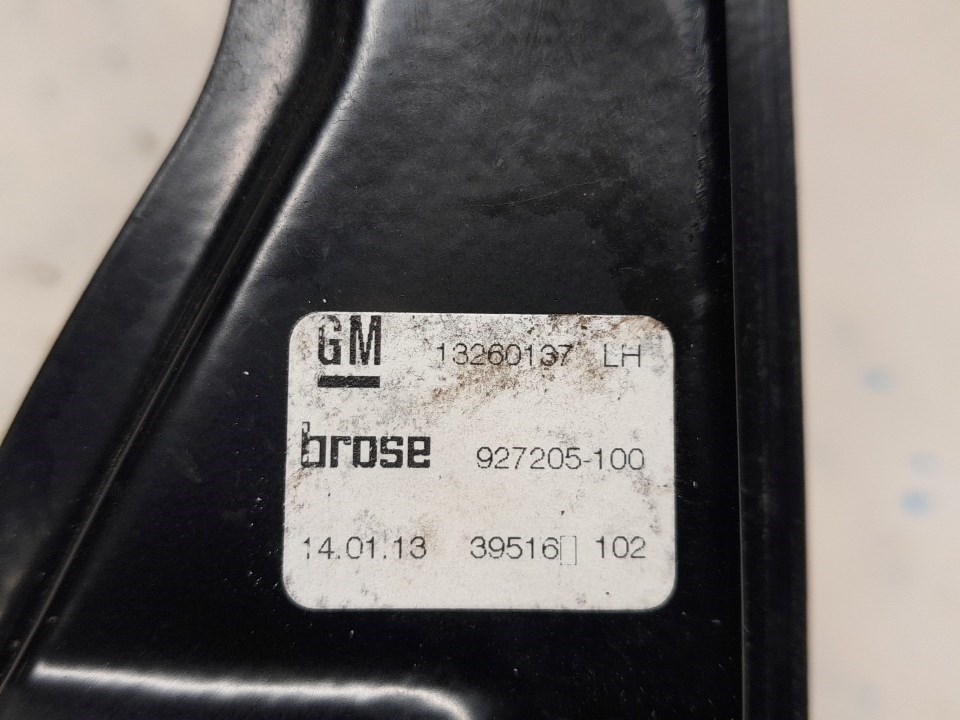 GM 13260137 LH
brose 927205-100
14.01.13 39516▯ 102